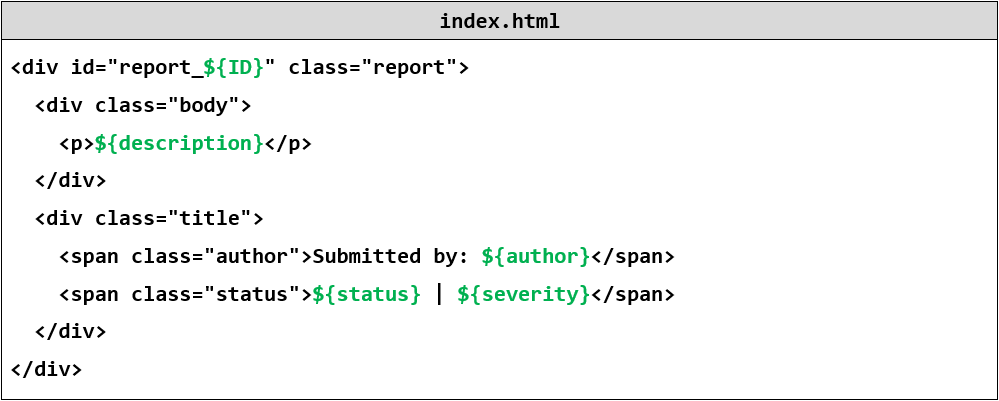 index.html
<div id="report_${ID}" class="report">
  <div class="body">
    <p>${description}</p>
  </div>
  <div class="title">
    <span class="author">Submitted by: ${author}</span>
    <span class="status">${status} | ${severity}</span>
  </div>
</div>